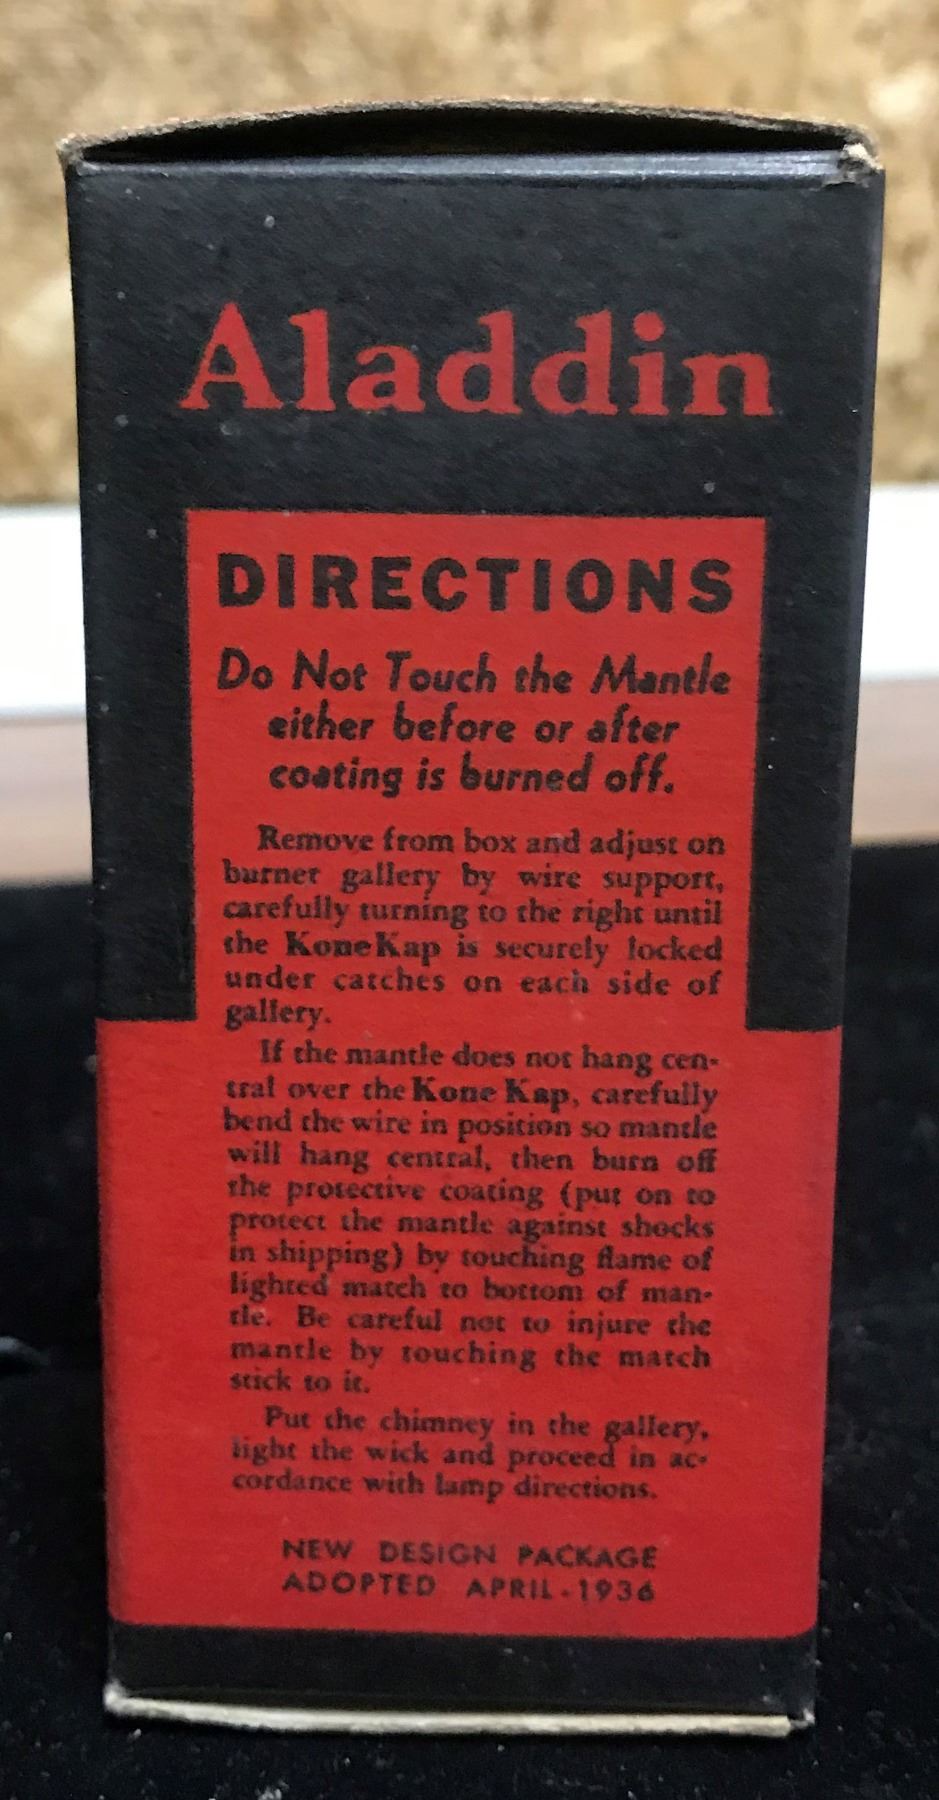 Aladdin
DIRECTIONS
Do Not Touch the Mantle
either before or after
coating is burned off.
Remove from box and adjust on
burner gallery by wire support,
carefully turning to the right until
the KoneKap is securely locked
under catches on each side of
gallery.
If the mantle does not hang cen-
tral over the Kone Kap, carefully
bend the wire in position so mantle
will hang central, then burn off
the protective coating (put on to
protect the mantle against shocks
in shipping) by touching flame of
lighted match to bottom of man-
tle. Be careful not to injure the
mantle by touching the match
stick to it.
Put the chimney in the gallery,
light the wick and proceed in ac-
cordance with lamp directions.
NEW DESIGN PACKAGE
ADOPTED APRIL-1936